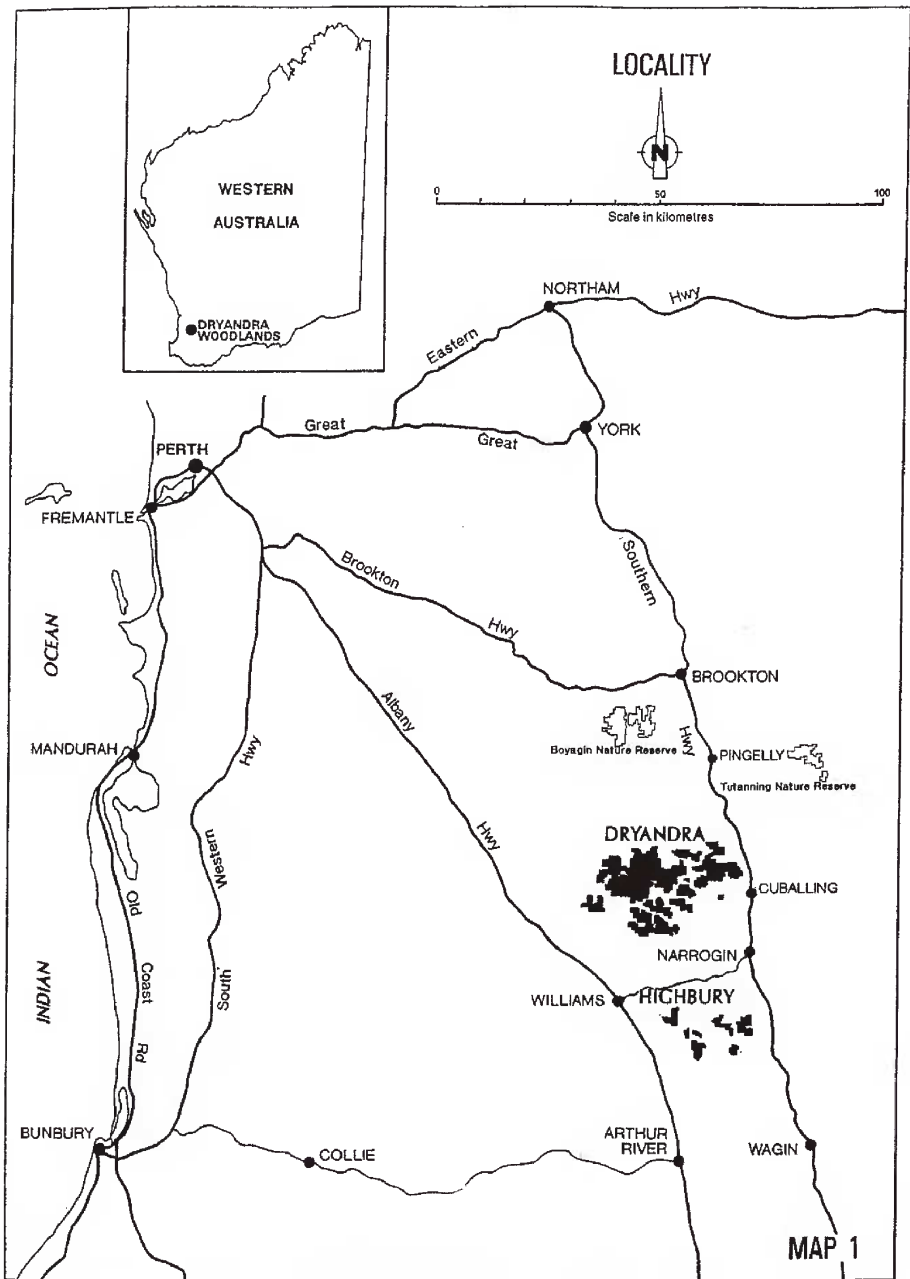 LOCALITY
N
0
50
100
Scale in kilometres
WESTERN
AUSTRALIA
DRYANDRA
WOODLANDS
NORTHAM
Hwy
Eastern
Great
Great
YORK
PERTH
FREMANTLE
Southern
Brookton
Hwy
BROOKTON
OCEAN
Albany
Hwy
Boyagin Nature Reserve
Hwy
PINGELLY
Tutanning Nature Reserve
MANDURAH
Hwy
DRYANDRA
Western
CUBALLING
Old
NARROGIN
South
WILLIAMS
HIGHBURY
INDIAN
Coast
Rd
BUNBURY
COLLIE
ARTHUR
RIVER
WAGIN
MAP 1